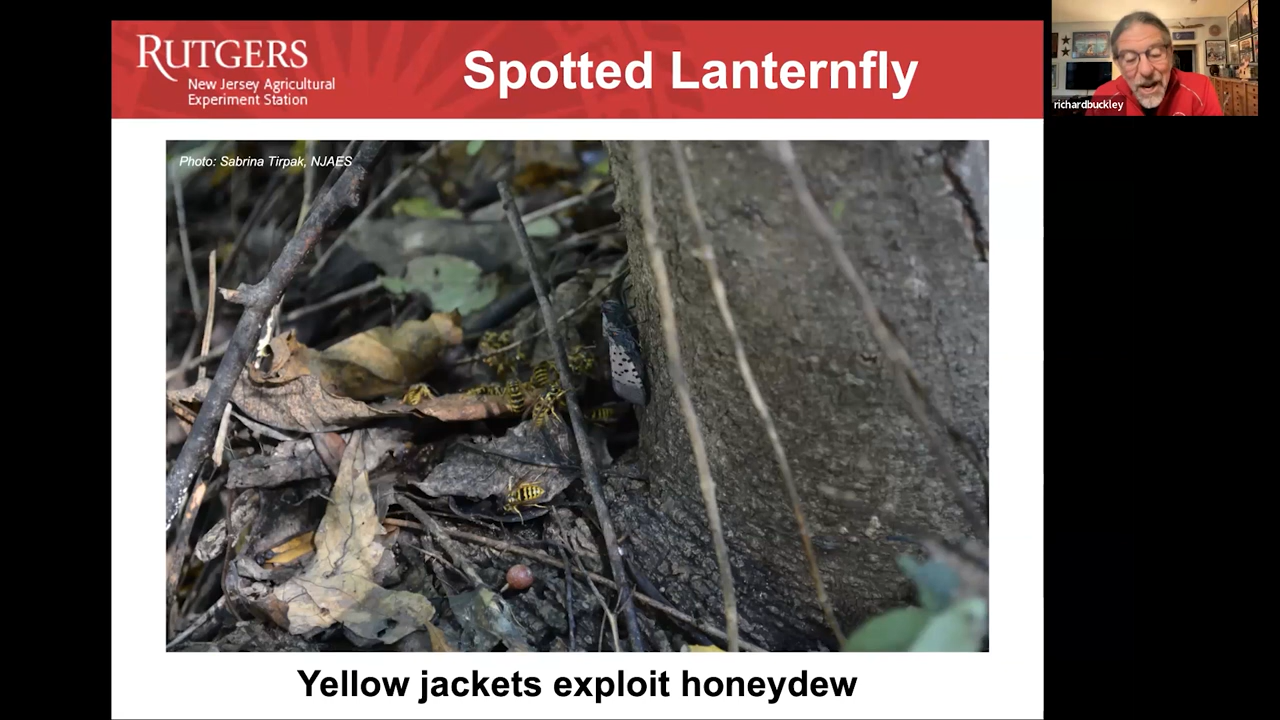 RUTGERS
New Jersey Agricultural
Experiment Station
Spotted Lanternfly
richardbuckley
Photo: Sabrina Tirpak, NJAES
Yellow jackets exploit honeydew